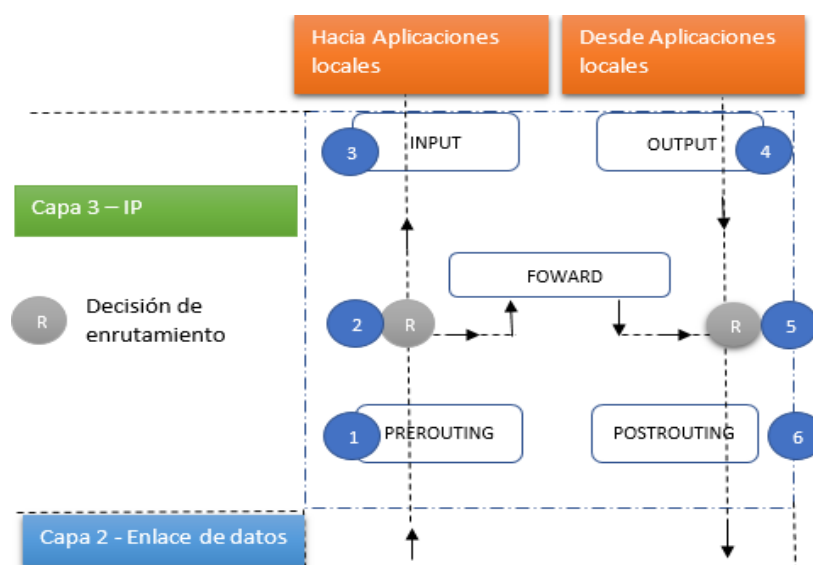 Hacia Aplicaciones
locales
Desde Aplicaciones
locales
3
INPUT
OUTPUT
4
Capa 3 – IP
FOWARD
R
Decisión de
enrutamiento
2
R
R
5
1
PREROUTING
POSTROUTING
6
Capa 2 - Enlace de datos